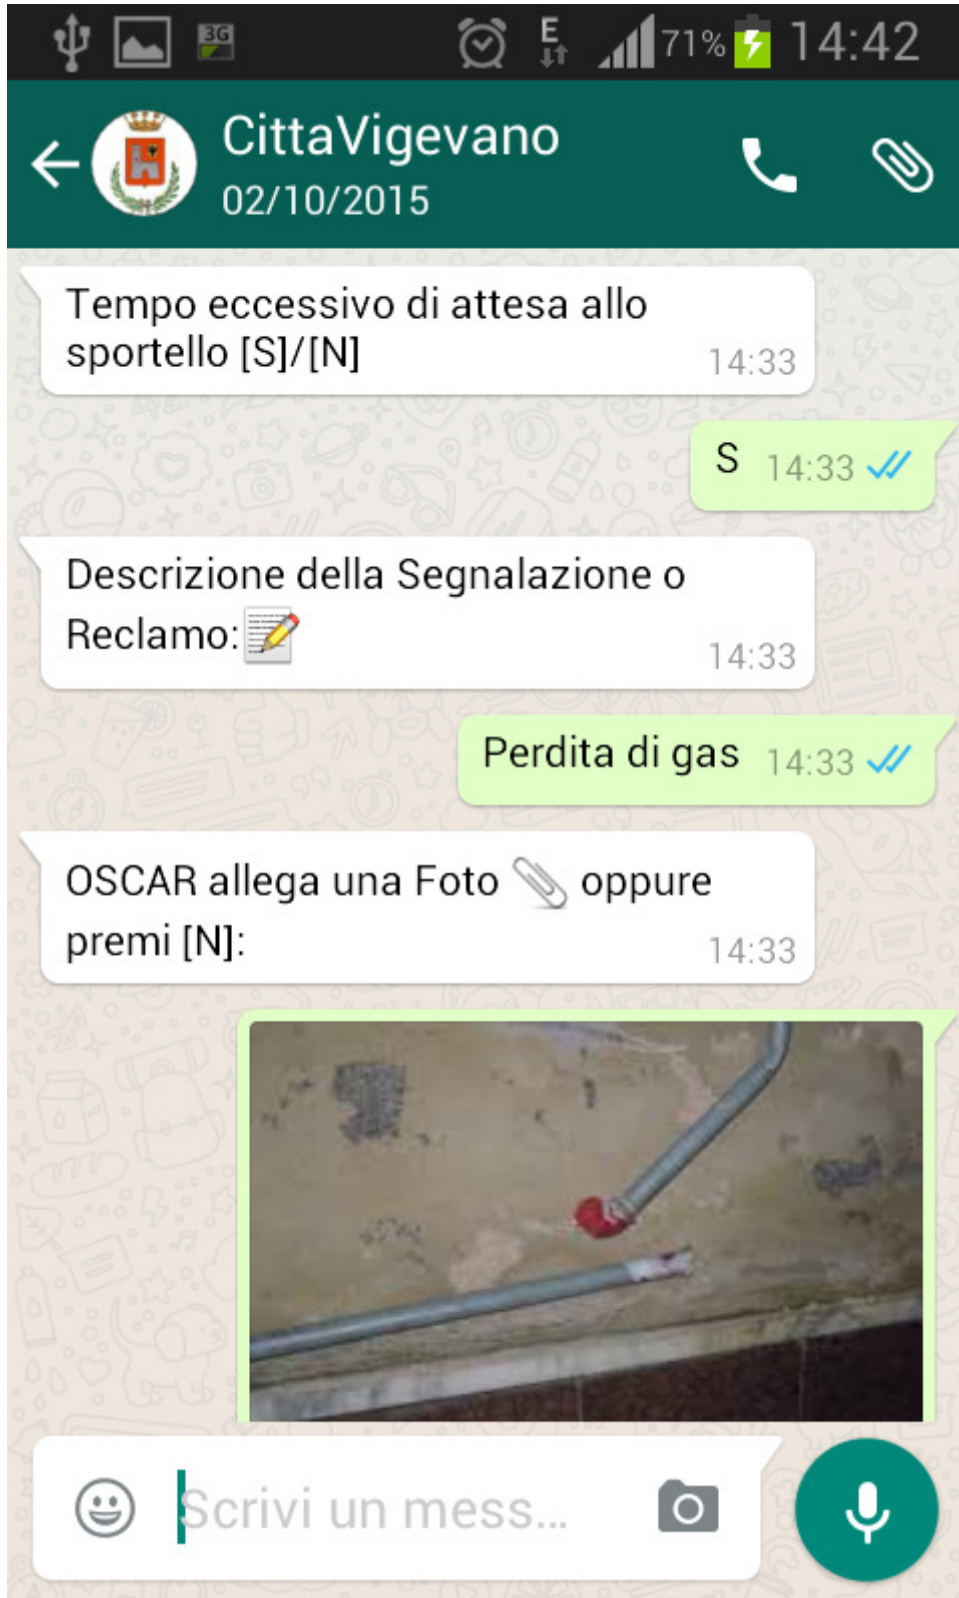 3G
E
71%
14:42
CittaVigevano
02/10/2015
Tempo eccessivo di attesa allo
sportello [S]/[N]
14:33
S 14:33
Descrizione della Segnalazione o
Reclamo:
14:33
Perdita di gas 14:33
OSCAR allega una Foto 📎 oppure
premi [N]:
14:33
Scrivi un mess...